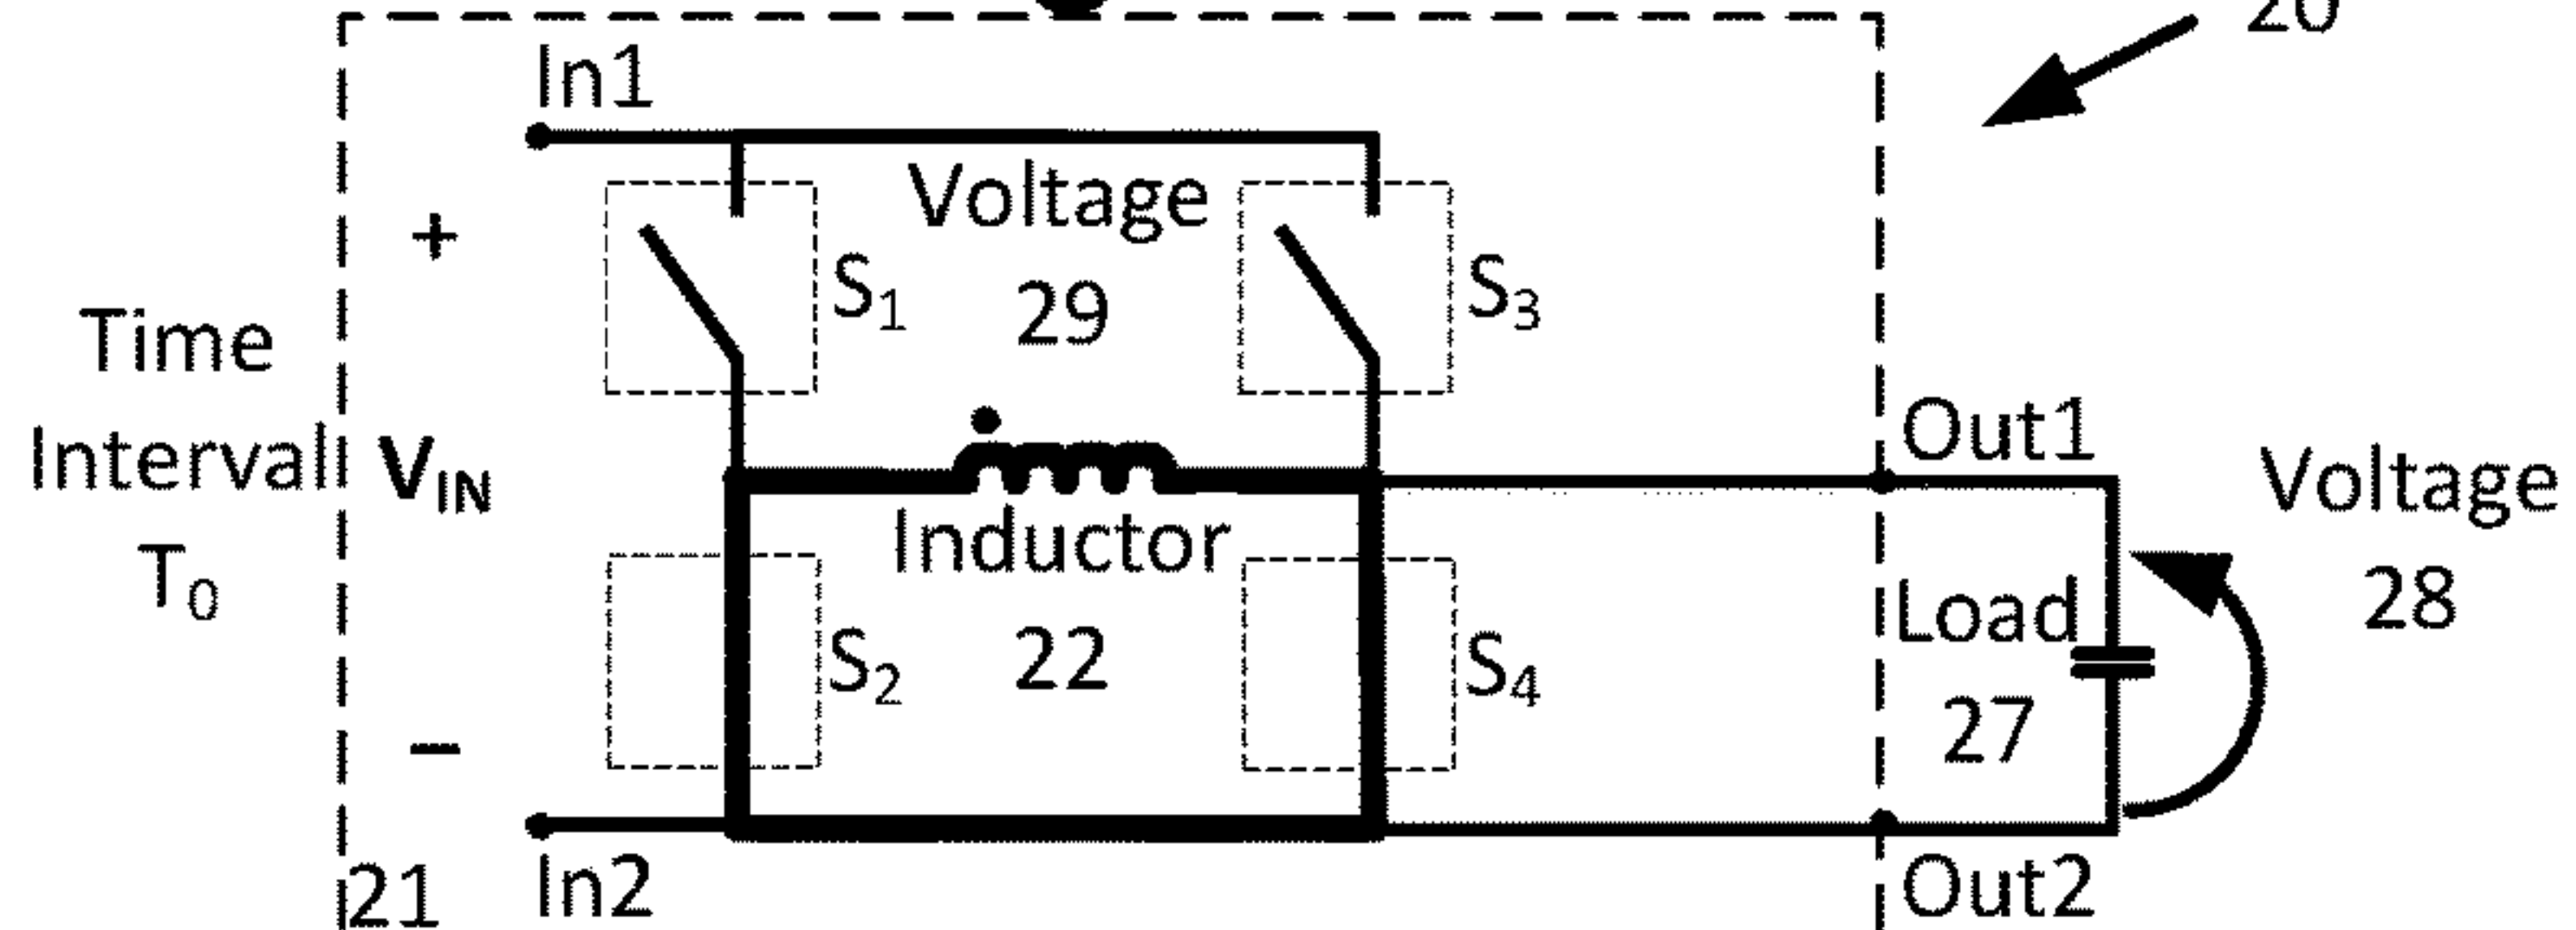 20
In1
Voltage
29
+
S₁
S₃
Time
Interval
T₀
V_IN
Out1
Voltage
28
Inductor
22
S₂
S₄
Load
27
−
21
In2
Out2